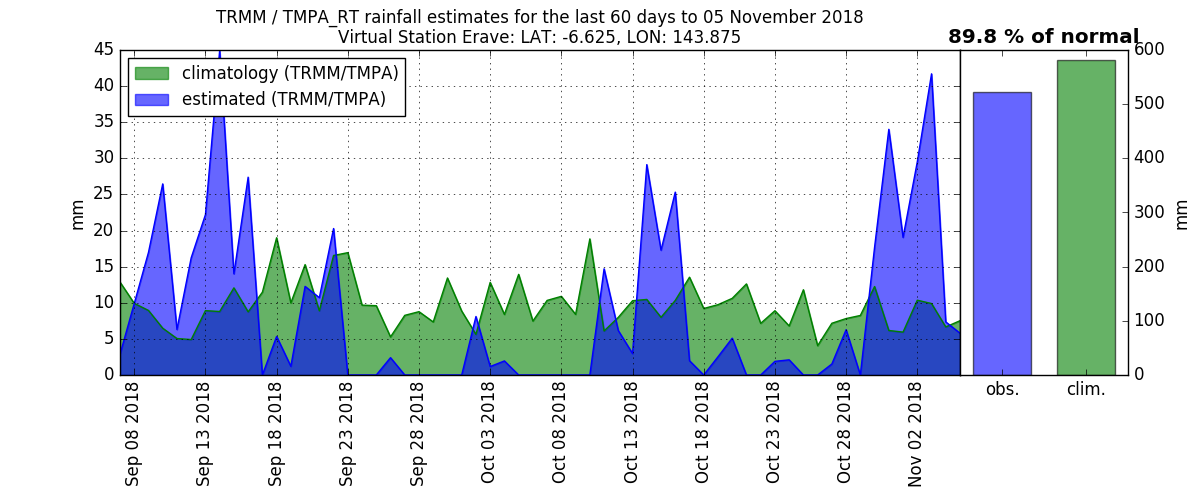 TRMM / TMPA_RT rainfall estimates for the last 60 days to 05 November 2018
Virtual Station Erave: LAT: -6.625, LON: 143.875
89.8 % of normal
climatology (TRMM/TMPA)
estimated (TRMM/TMPA)
mm
45
40
35
30
25
20
15
10
5
0
Sep 08 2018
Sep 13 2018
Sep 18 2018
Sep 23 2018
Sep 28 2018
Oct 03 2018
Oct 08 2018
Oct 13 2018
Oct 18 2018
Oct 23 2018
Oct 28 2018
Nov 02 2018
obs.
clim.
600
500
400
300
200
100
0
mm